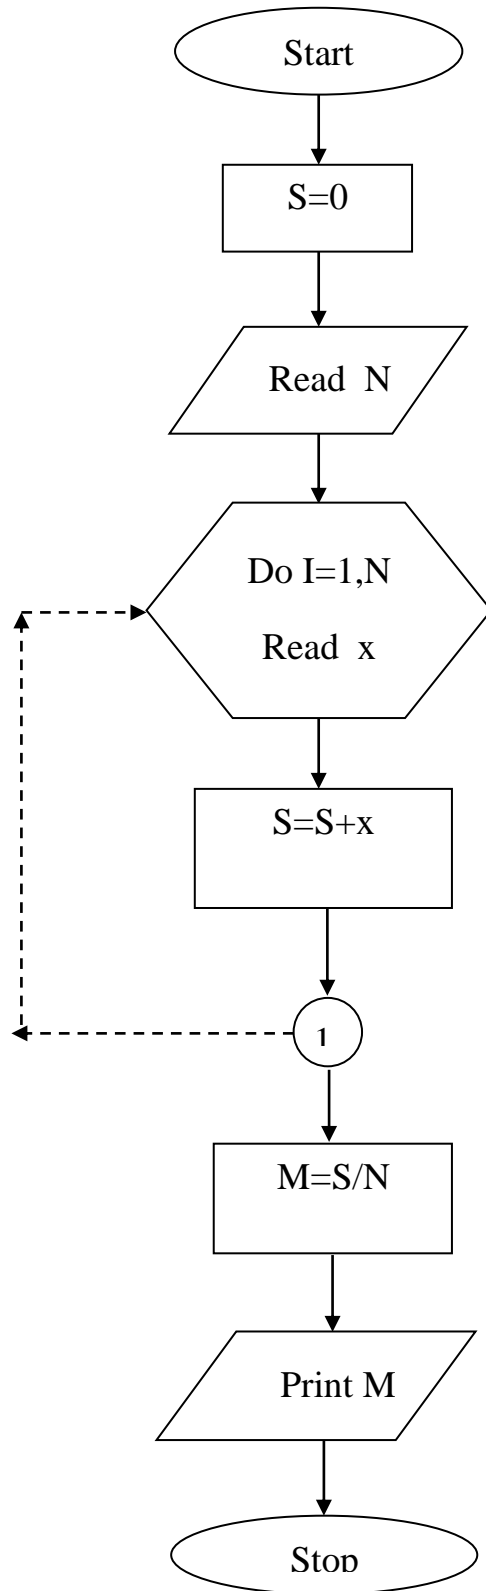 Start
S=0
Read N
Do I=1,N
Read x
S=S+x
1
M=S/N
Print M
Stop